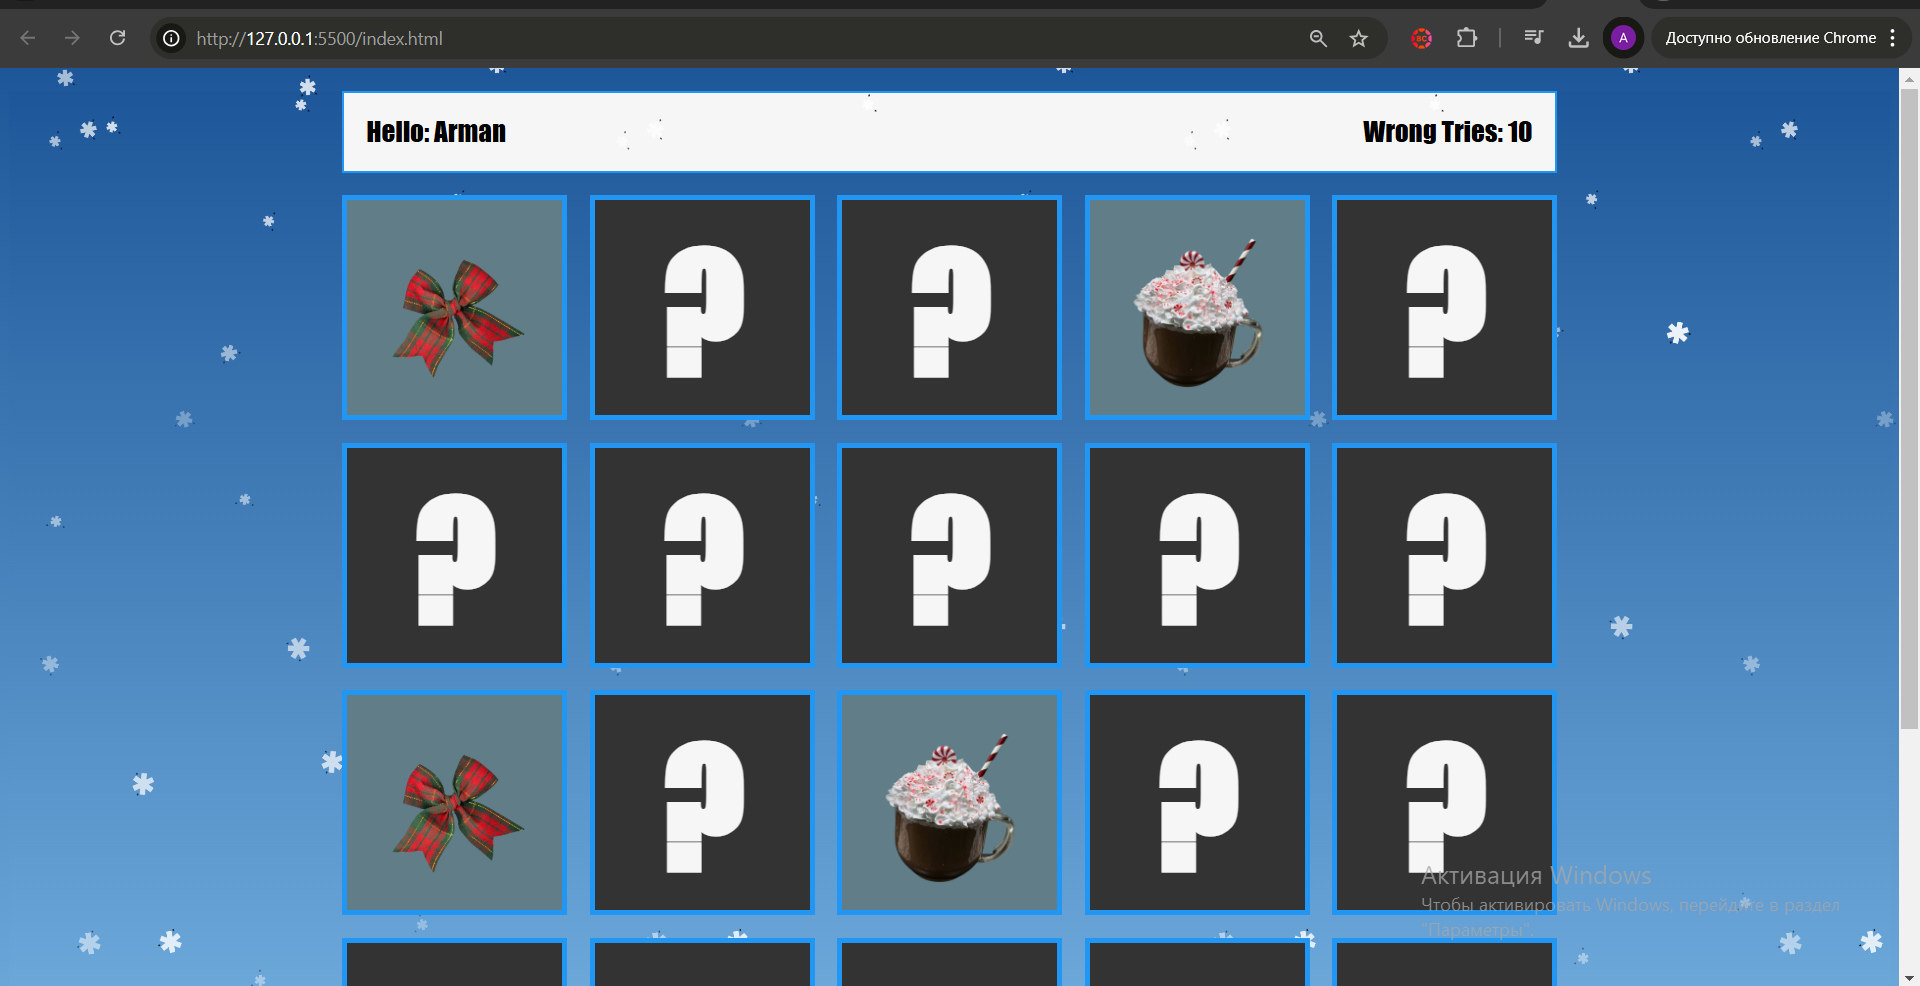 http://127.0.0.1:5500/index.html
A
Доступно обновление Chrome
Hello: Arman
Wrong Tries: 10
?
?
?
?
?
?
?
?
?
?
?
Активация Windows
Чтобы активировать Windows, перейдите в раздел
"Параметры".